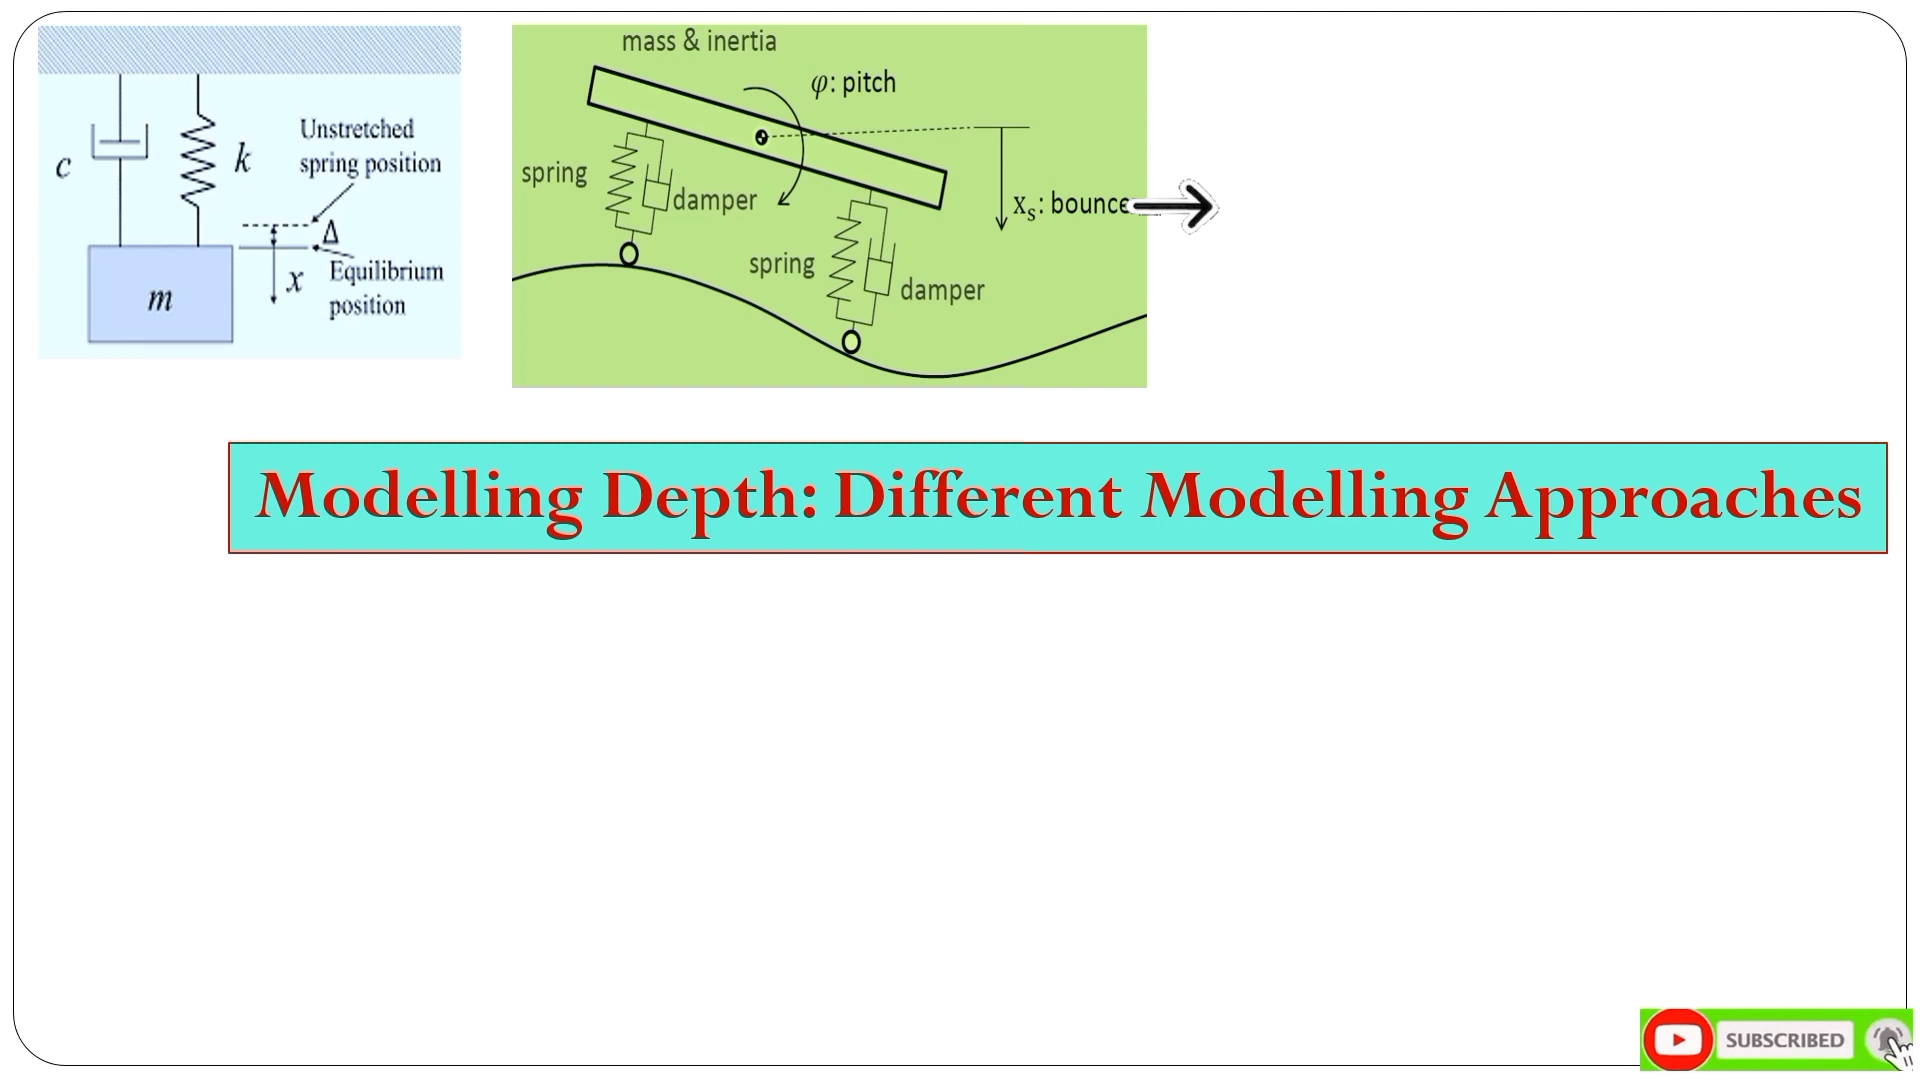 c
k
Unstretched
spring position
Δ
x
Equilibrium
position
m
mass & inertia
φ: pitch
spring
damper
xₛ: bounce
spring
damper
Modelling Depth: Different Modelling Approaches
SUBSCRIBED